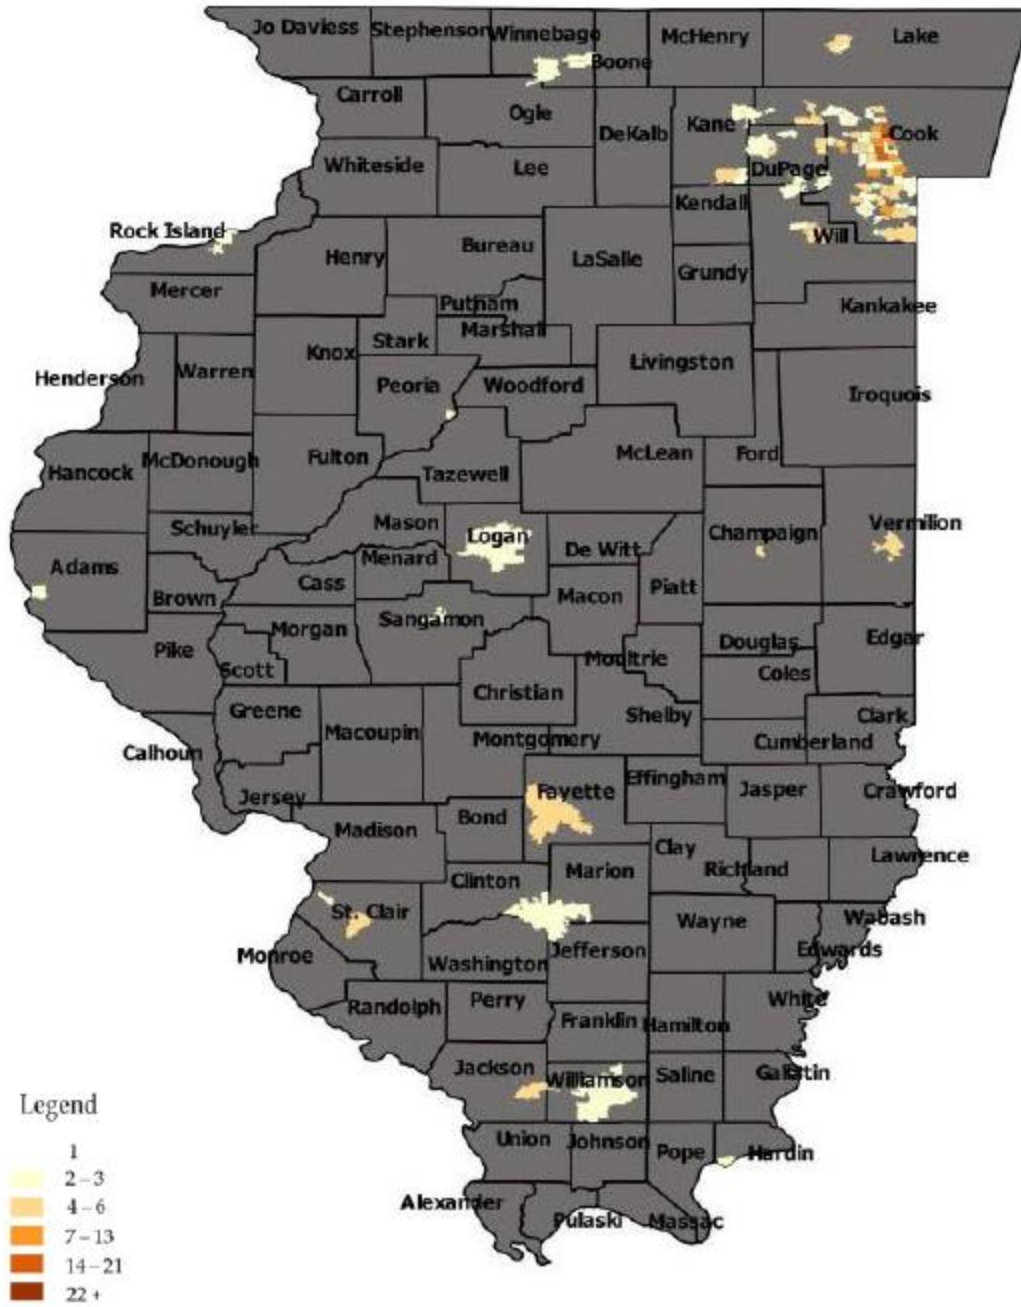 Jo Daviess Stephenson Winnebago Boone McHenry Lake
Carroll Ogle DeKalb Kane Cook
Whiteside Lee DuPage
Kendall
Rock Island Henry Bureau LaSalle Will
Grundy
Mercer Putnam Kankakee
Stark Marshall
Henderson Warren Knox Peoria Woodford Livingston
Iroquois
Hancock McDonough Fulton Tazewell McLean Ford
Schuyler Mason Logan De Witt Champaign Vermilion
Adams Menard
Brown Cass Macon Piatt
Sangamon
Pike Morgan Moultrie Douglas Edgar
Scott Coles
Greene Christian Shelby Clark
Calhoun Macoupin Montgomery Cumberland
Jersey Fayette Effingham Jasper Crawford
Madison Bond
Clay Richland Lawrence
Clinton Marion
St. Clair Wayne Wabash
Monroe Washington Jefferson Edwards
Randolph Perry White
Franklin Hamilton
Jackson Williamson Saline Gallatin
Union Johnson Pope Hardin
Alexander Pulaski Massac
Legend
1
2 – 3
4 – 6
7 – 13
14 – 21
22 +